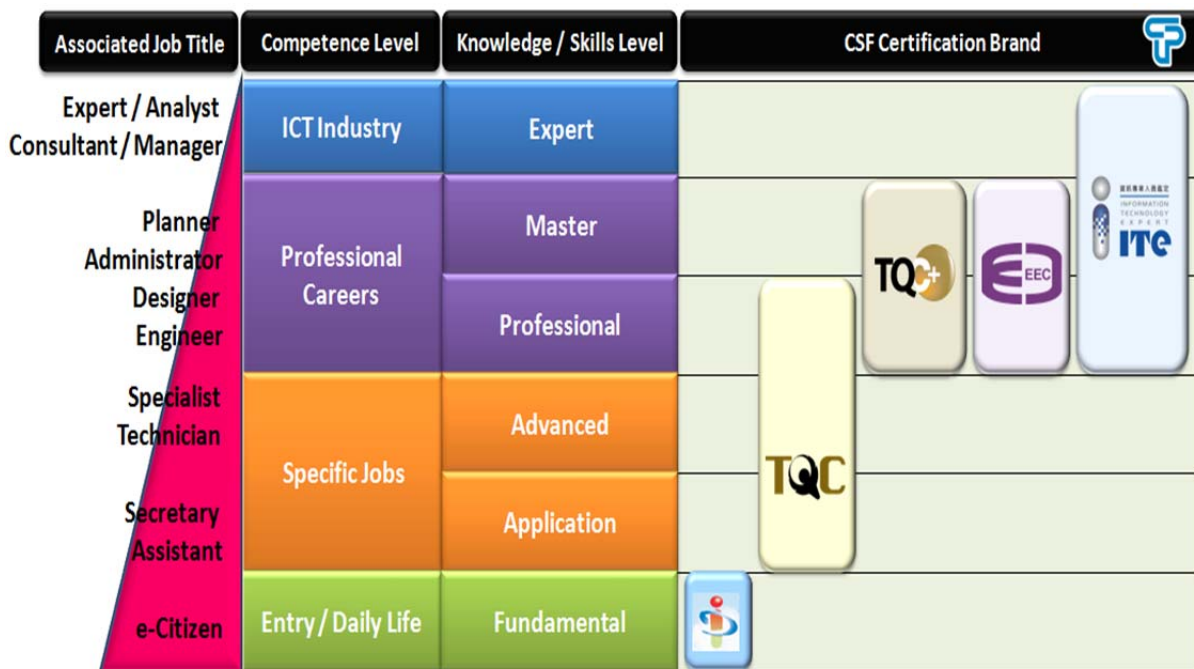 Associated Job Title
Competence Level
Knowledge / Skills Level
CSF Certification Brand
Expert / Analyst
Consultant / Manager
ICT Industry
Expert
Planner
Administrator
Designer
Engineer
Professional
Careers
Master
Professional
TQC+
EEC
INFORMATION
TECHNOLOGY
EXPERT
iTe
Specialist
Technician
Specific Jobs
Advanced
TQC
Secretary
Assistant
Application
e-Citizen
Entry / Daily Life
Fundamental